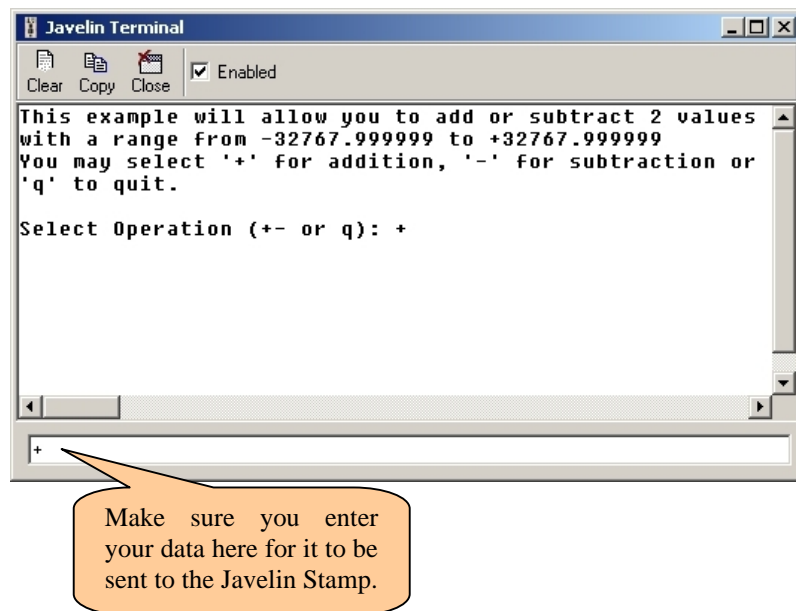 Javelin Terminal
Clear Copy Close Enabled
This example will allow you to add or subtract 2 values
with a range from -32767.999999 to +32767.999999
You may select '+' for addition, '-' for subtraction or
'q' to quit.
Select Operation (+- or q): +
+
Make sure you enter
your data here for it to be
sent to the Javelin Stamp.